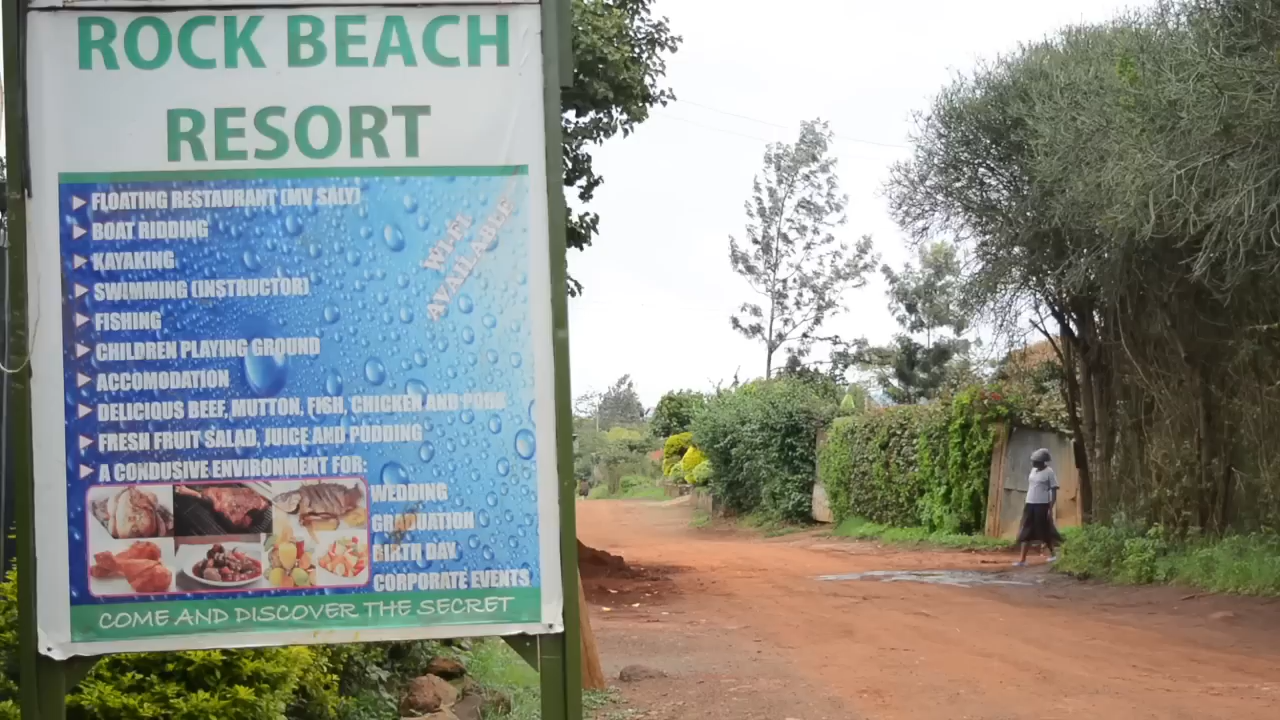 ROCK BEACH
RESORT
FLOATING RESTAURANT (MV SALY)
BOAT RIDDING
KAYAKING
SWIMMING (INSTRUCTOR)
FISHING
CHILDREN PLAYING GROUND
ACCOMODATION
DELICIOUS BEEF, MUTTON, FISH, CHICKEN AND PORK
FRESH FRUIT SALAD, JUICE AND PUDDING
A CONDUSIVE ENVIRONMENT FOR:
WEDDING
GRADUATION
BIRTH DAY
CORPORATE EVENTS
WI-FI
AVAILABLE
COME AND DISCOVER THE SECRET